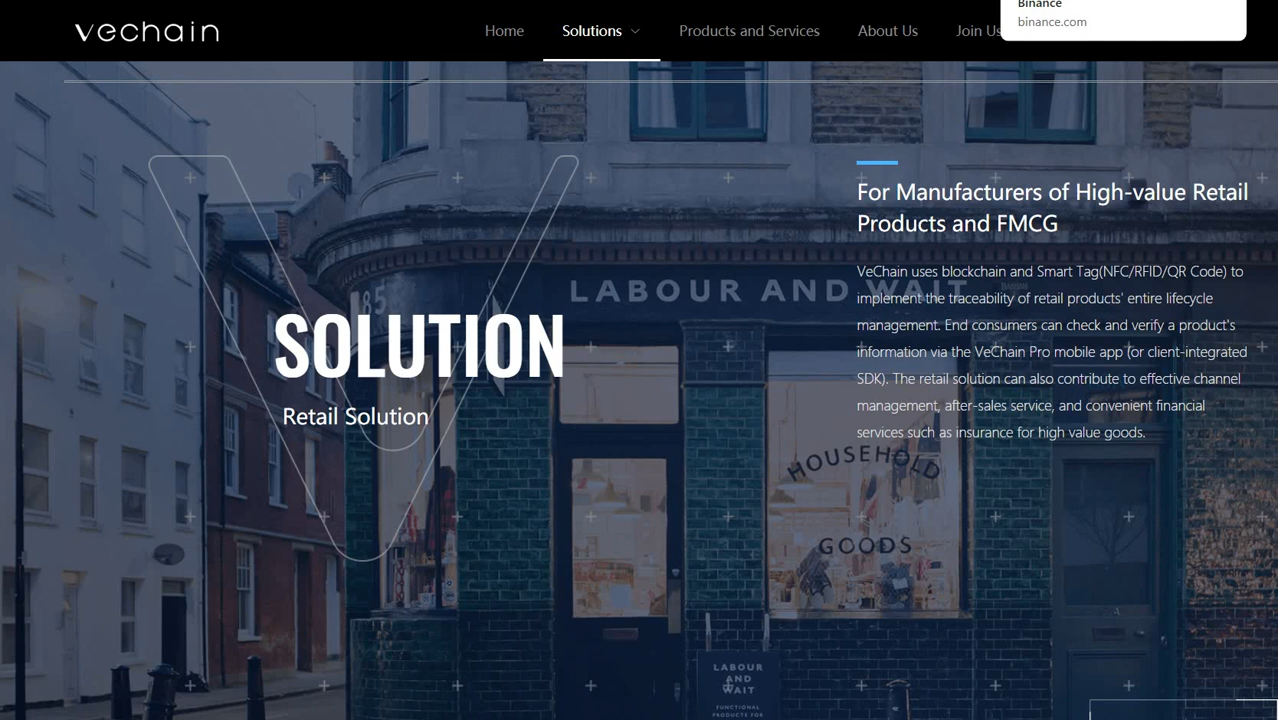 Binance
binance.com
vechain
Home
Solutions
Products and Services
About Us
Join Us
For Manufacturers of High-value Retail
Products and FMCG
VeChain uses blockchain and Smart Tag(NFC/RFID/QR Code) to
implement the traceability of retail products' entire lifecycle
management. End consumers can check and verify a product's
information via the VeChain Pro mobile app (or client-integrated
SDK). The retail solution can also contribute to effective channel
management, after-sales service, and convenient financial
services such as insurance for high value goods.
85
LABOUR AND WAIT
SOLUTION
Retail Solution
HOUSEHOLD
GOODS
LABOUR
AND
WAIT
FUNCTIONAL
PRODUCTS FOR